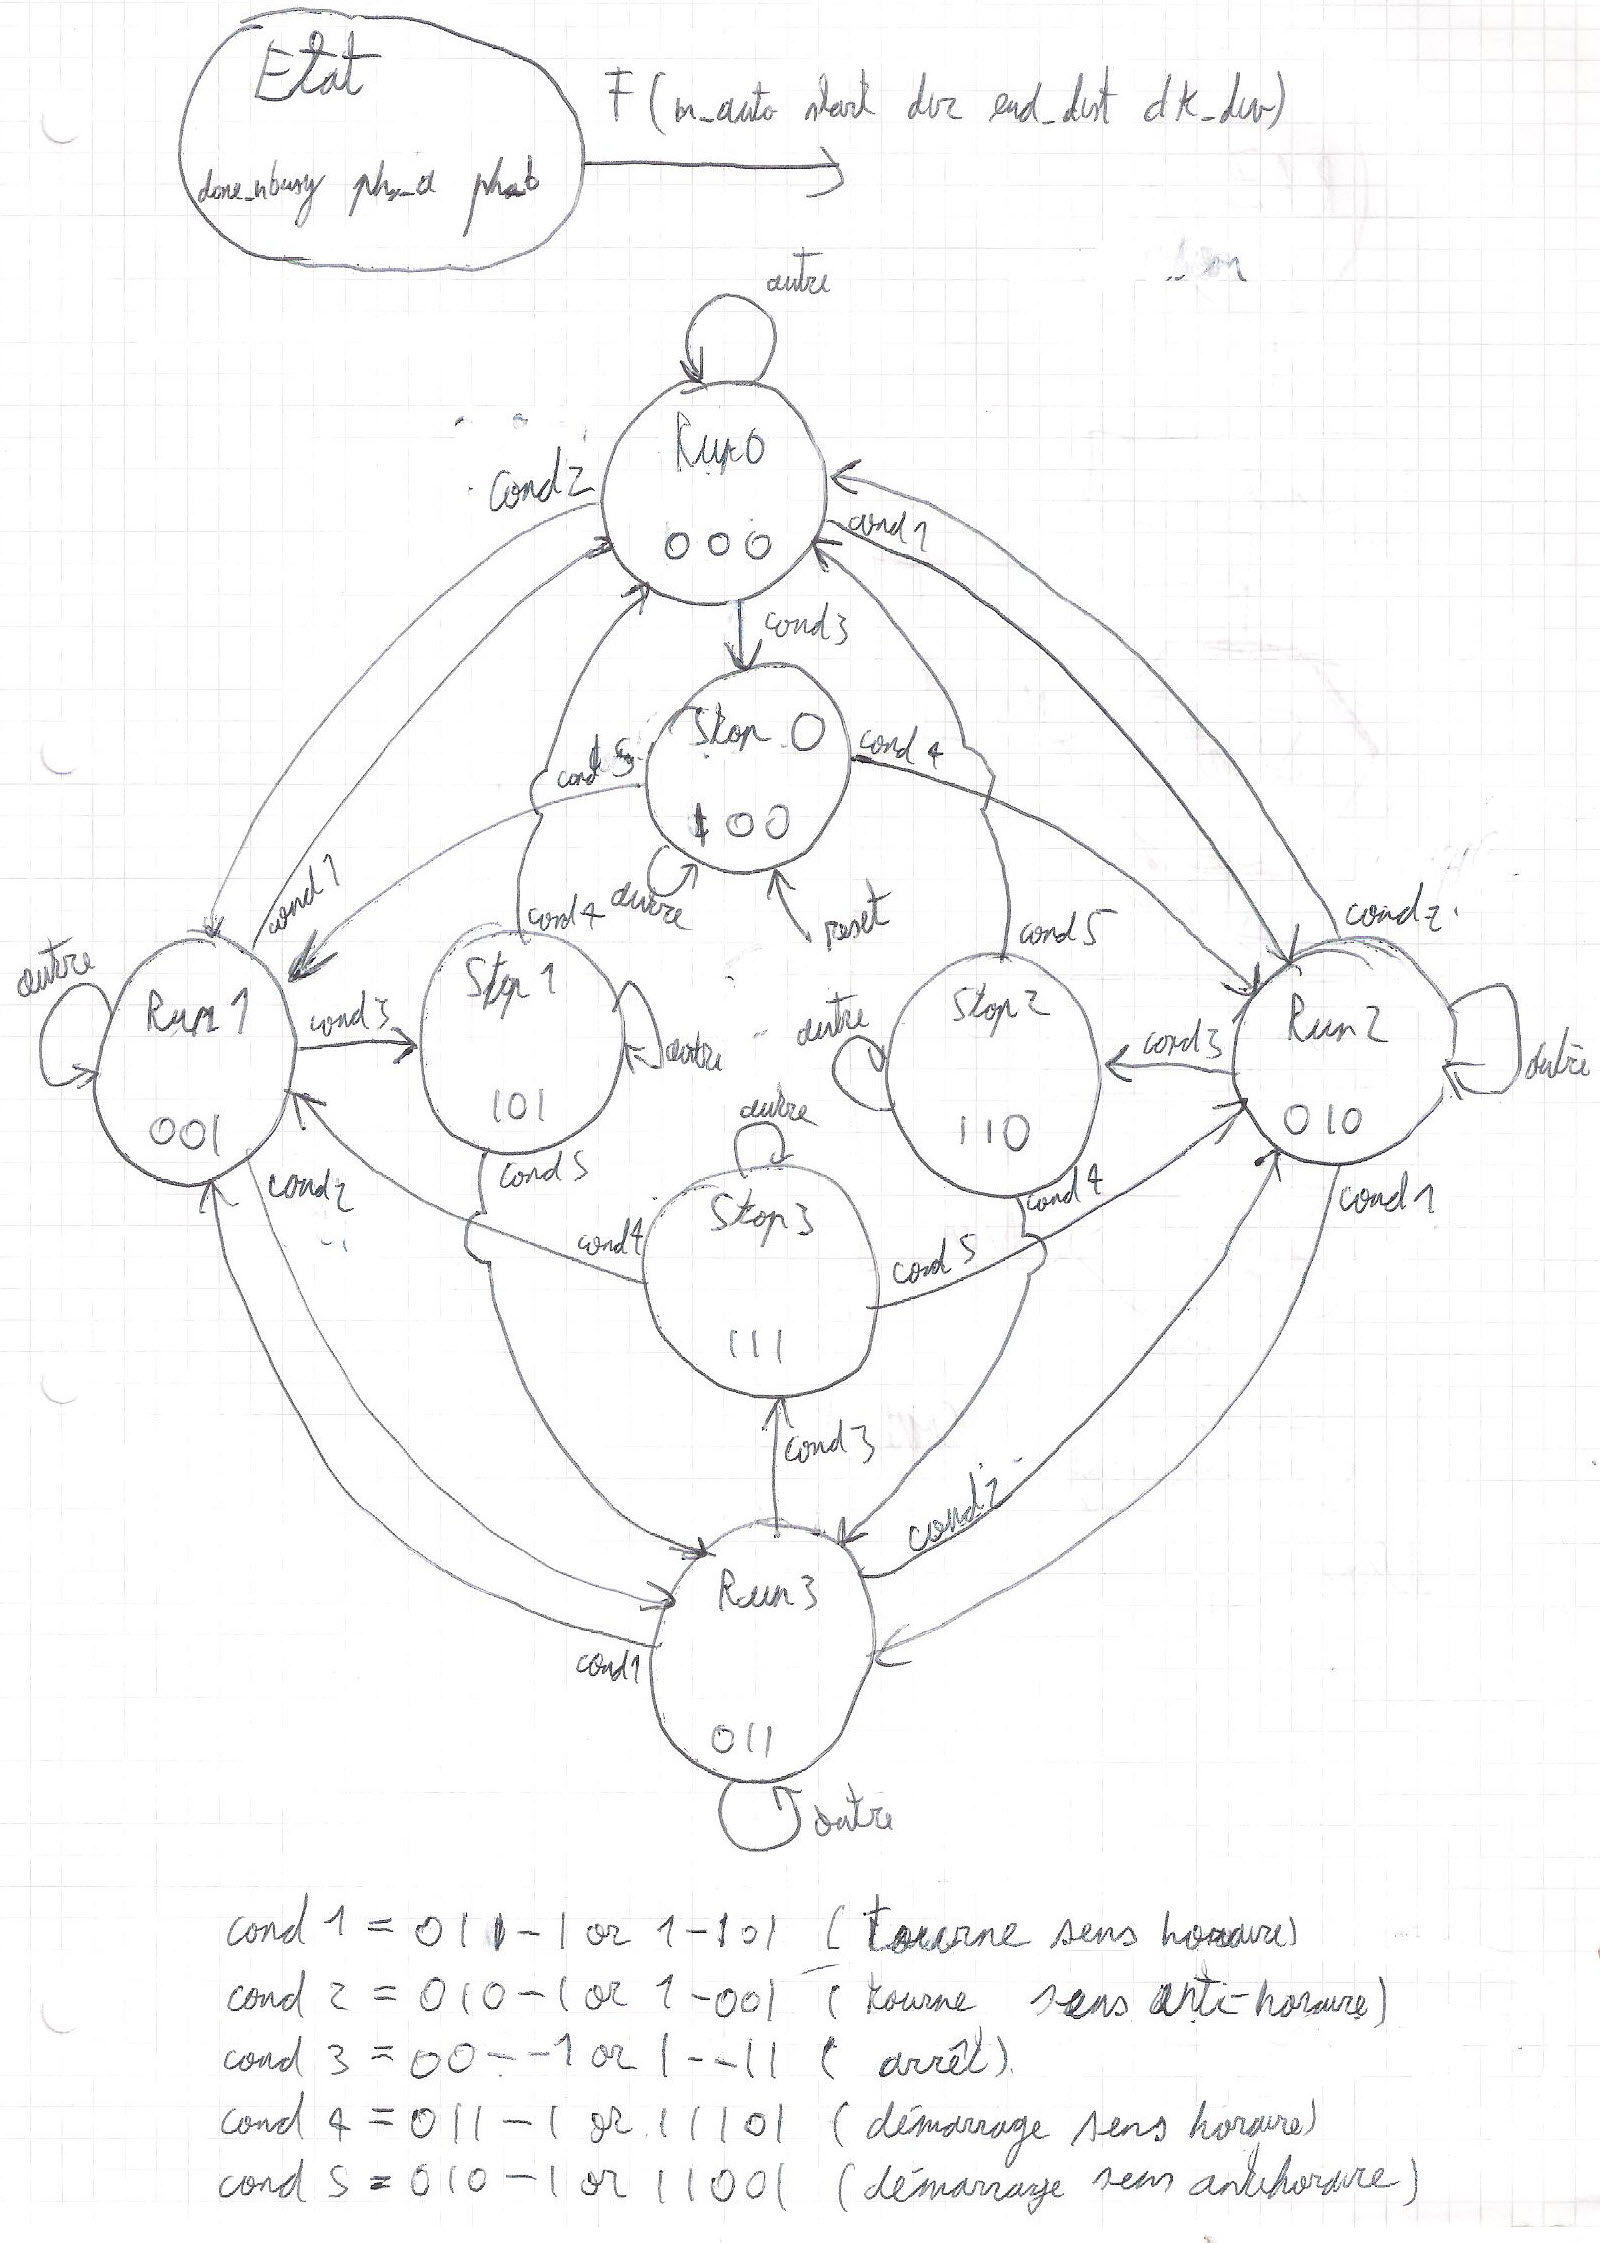 Etat
F (m_auto start dir end_dist clk_div)
done_nbusy ph_a ph_b
autre
Run0
cond2
000
cond1
cond3
Stop 0
cond5
cond4
100
autre
reset
cond1
cond4
cond5
cond2
autre
Run1
cond3
001
Stop1
autre
101
autre
Stop2
110
cond3
Run2
autre
010
cond2
cond5
autre
cond4
cond1
Stop3
cond4
cond5
111
cond3
cond2
Run3
cond1
011
autre
cond 1 = 011-1 or 1-101 (tourne sens horaire)
cond 2 = 010-1 or 1-001 (tourne sens anti-horaire)
cond 3 = 00--1 or 1--11 (arrêt).
cond 4 = 011-1 or 11101 (démarrage sens horaire)
cond 5 = 010-1 or 11001 (démarrage sens antihoraire)